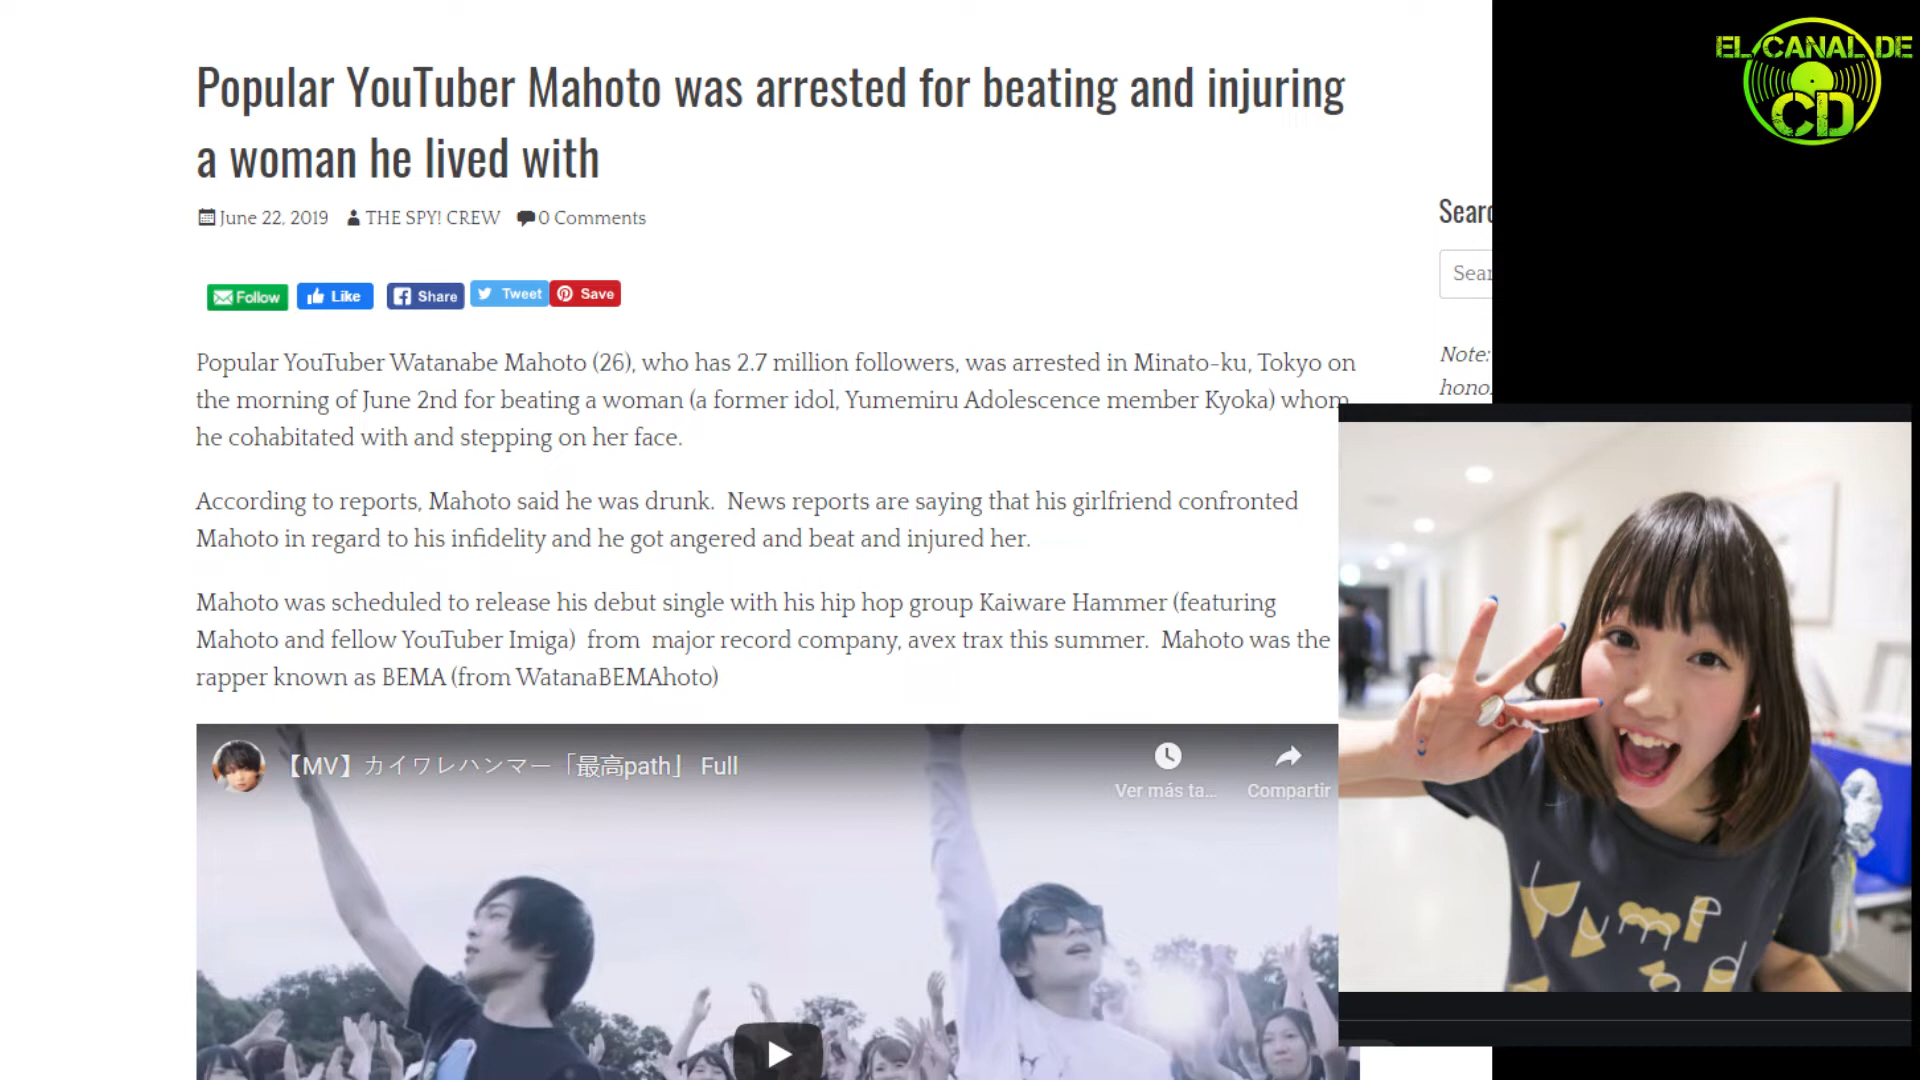 EL CANAL DE
CD
Popular YouTuber Mahoto was arrested for beating and injuring
a woman he lived with
June 22, 2019 THE SPY! CREW 0 Comments
Follow Like Share Tweet Save
Popular YouTuber Watanabe Mahoto (26), who has 2.7 million followers, was arrested in Minato-ku, Tokyo on
the morning of June 2nd for beating a woman (a former idol, Yumemiru Adolescence member Kyoka) whom
he cohabitated with and stepping on her face.
According to reports, Mahoto said he was drunk.  News reports are saying that his girlfriend confronted
Mahoto in regard to his infidelity and he got angered and beat and injured her.
Mahoto was scheduled to release his debut single with his hip hop group Kaiware Hammer (featuring
Mahoto and fellow YouTuber Imiga)  from  major record company, avex trax this summer.  Mahoto was the
rapper known as BEMA (from WatanaBEMAhoto)
【MV】カイワレハンマー「最高path」 Full
Ver más ta... Compartir
Note: